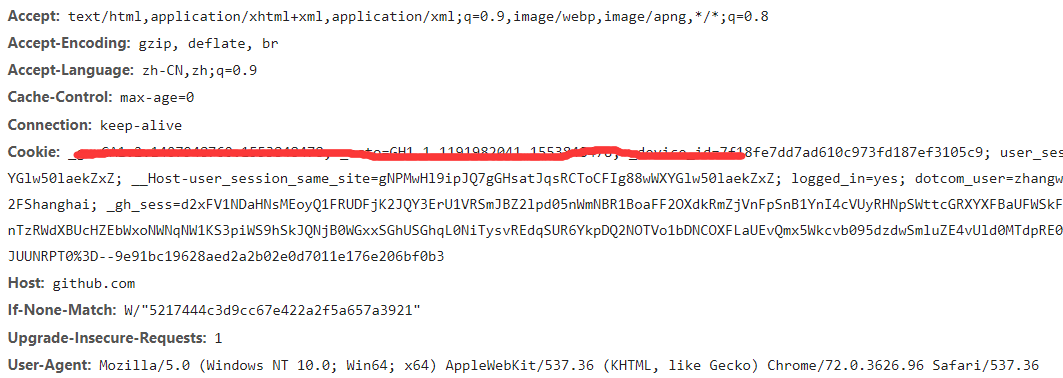 Accept: text/html,application/xhtml+xml,application/xml;q=0.9,image/webp,image/apng,*/*;q=0.8
Accept-Encoding: gzip, deflate, br
Accept-Language: zh-CN,zh;q=0.9
Cache-Control: max-age=0
Connection: keep-alive
Cookie: 18fe7dd7ad610c973fd187ef3105c9; user_ses
YGlw50laekZxZ; __Host-user_session_same_site=gNPMwHl9ipJQ7gGHsatJqsRCToCFIg88wWXYGlw50laekZxZ; logged_in=yes; dotcom_user=zhangw
2FShanghai; _gh_sess=d2xFV1NDaHNsMEoyQ1FRUDFjK2JQY3ErU1VRSmJBZ2lpd05nWmNBR1BoaFF2OXdkRmZjVnFpSnB1YnI4cVUyRHNpSWttcGRXYXFBaUFWSkF
nTzRWdXBUcHZEbWxoNWNqNW1KS3piWS9hSkJQNjB0WGxxSGhUSGhqL0NiTysvREdqSUR6YkpDQ2NOTVo1bDNCOXFLaUEvQmx5Wkcvb095dzdwSmluZE4vUld0MTdpRE0
JUUNRPT0%3D--9e91bc19628aed2a2b02e0d7011e176e206bf0b3
Host: github.com
If-None-Match: W/"5217444c3d9cc67e422a2f5a657a3921"
Upgrade-Insecure-Requests: 1
User-Agent: Mozilla/5.0 (Windows NT 10.0; Win64; x64) AppleWebKit/537.36 (KHTML, like Gecko) Chrome/72.0.3626.96 Safari/537.36